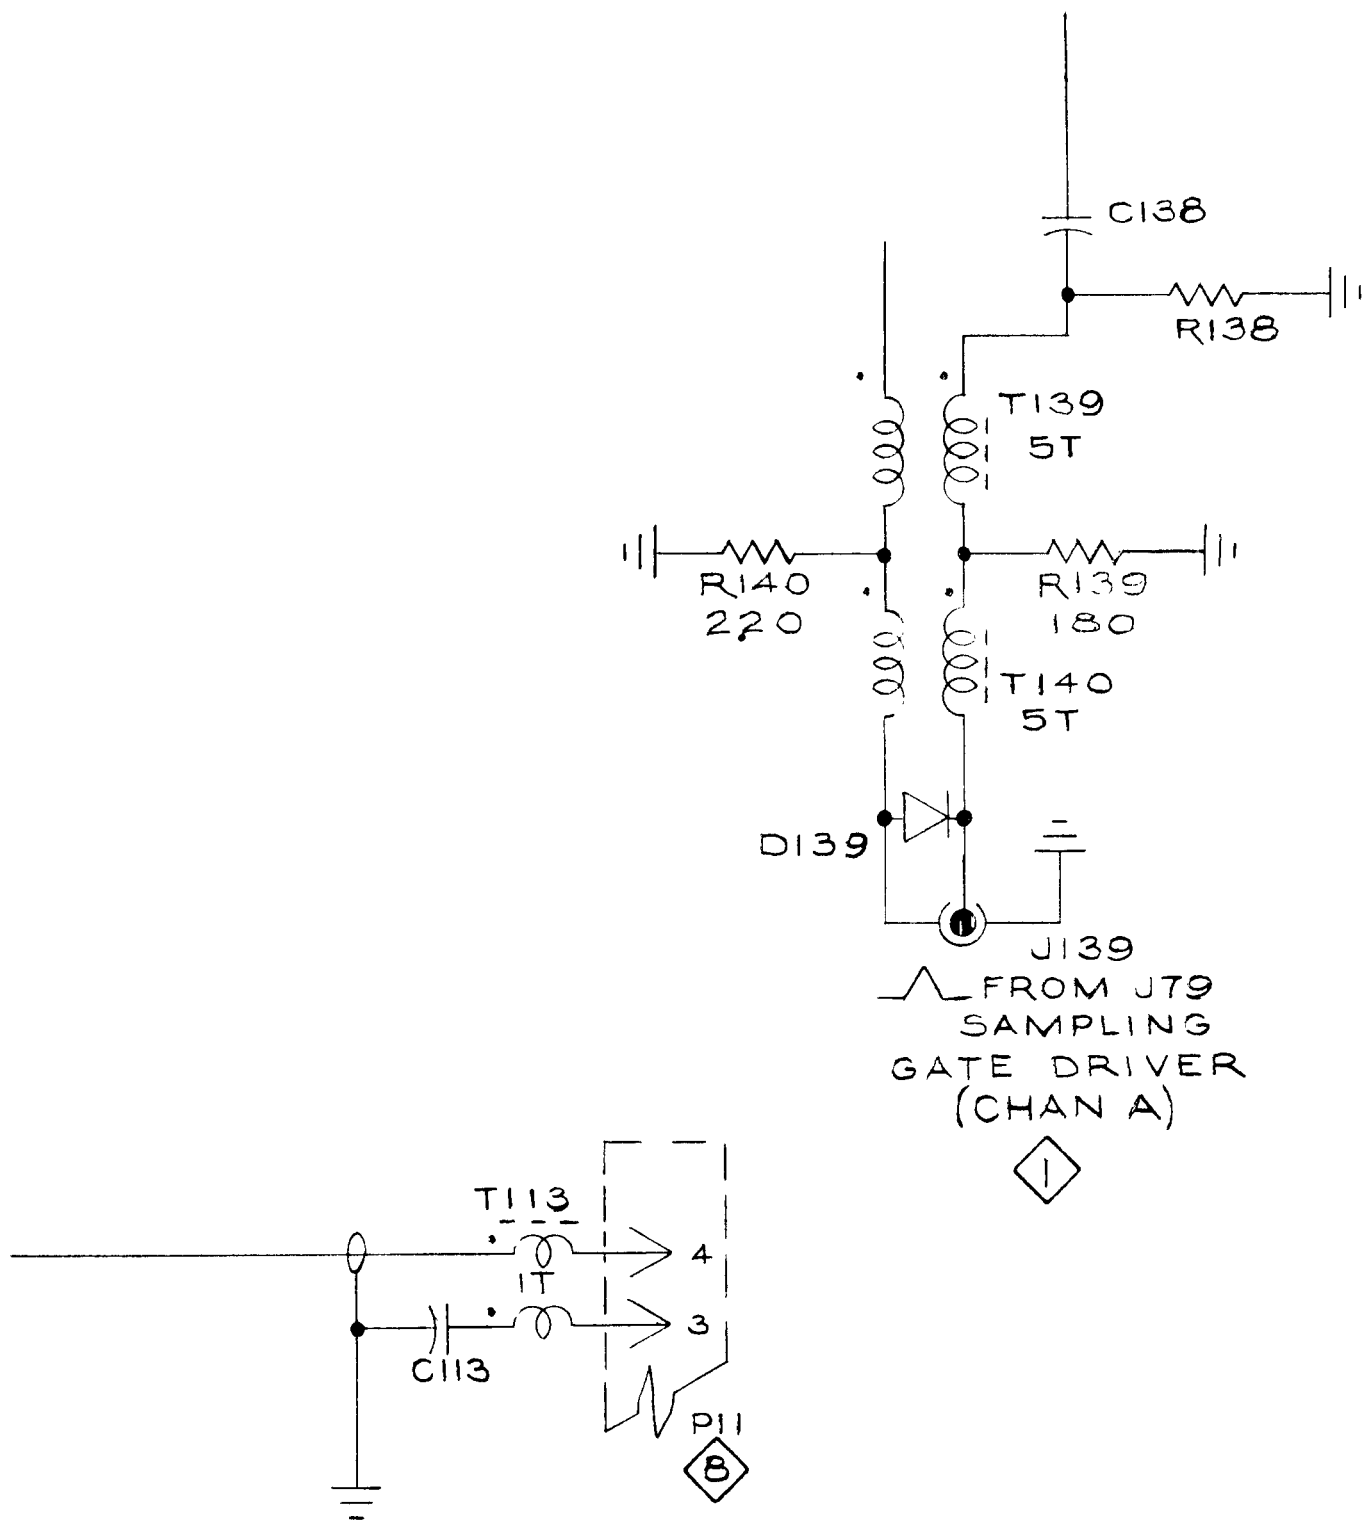 C138
R138
T139
5T
R140
220
R139
180
T140
5T
D139
J139
FROM J79
SAMPLING
GATE DRIVER
(CHAN A)
1
T113
4
1T
3
C113
P11
8